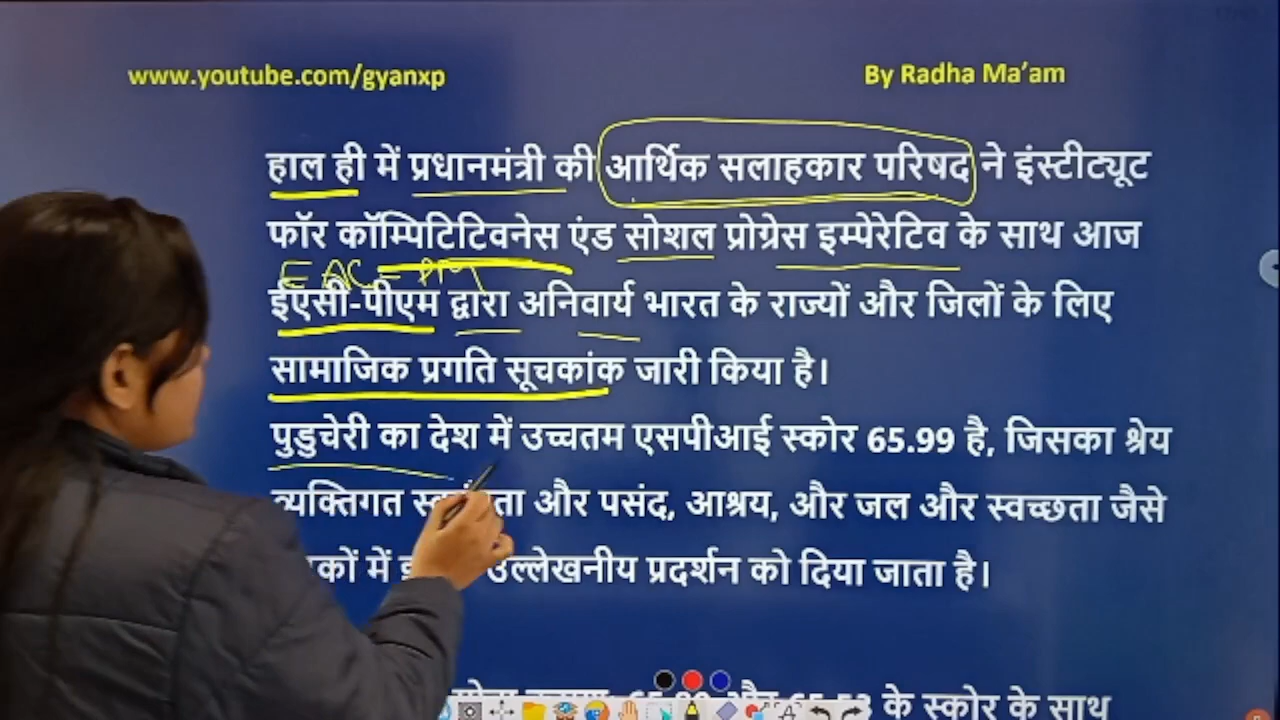 www.youtube.com/gyanxp
By Radha Ma’am
हाल ही में प्रधानमंत्री की आर्थिक सलाहकार परिषद ने इंस्टीट्यूट
फॉर कॉम्पिटिटिवनेस एंड सोशल प्रोग्रेस इम्पेरेटिव के साथ आज
EAC-PM
ईएसी-पीएम द्वारा अनिवार्य भारत के राज्यों और जिलों के लिए
सामाजिक प्रगति सूचकांक जारी किया है।
पुडुचेरी का देश में उच्चतम एसपीआई स्कोर 65.99 है, जिसका श्रेय
व्यक्तिगत और पसंद, आश्रय, और जल और स्वच्छता जैसे
में उल्लेखनीय प्रदर्शन को दिया जाता है।
के स्कोर के साथ